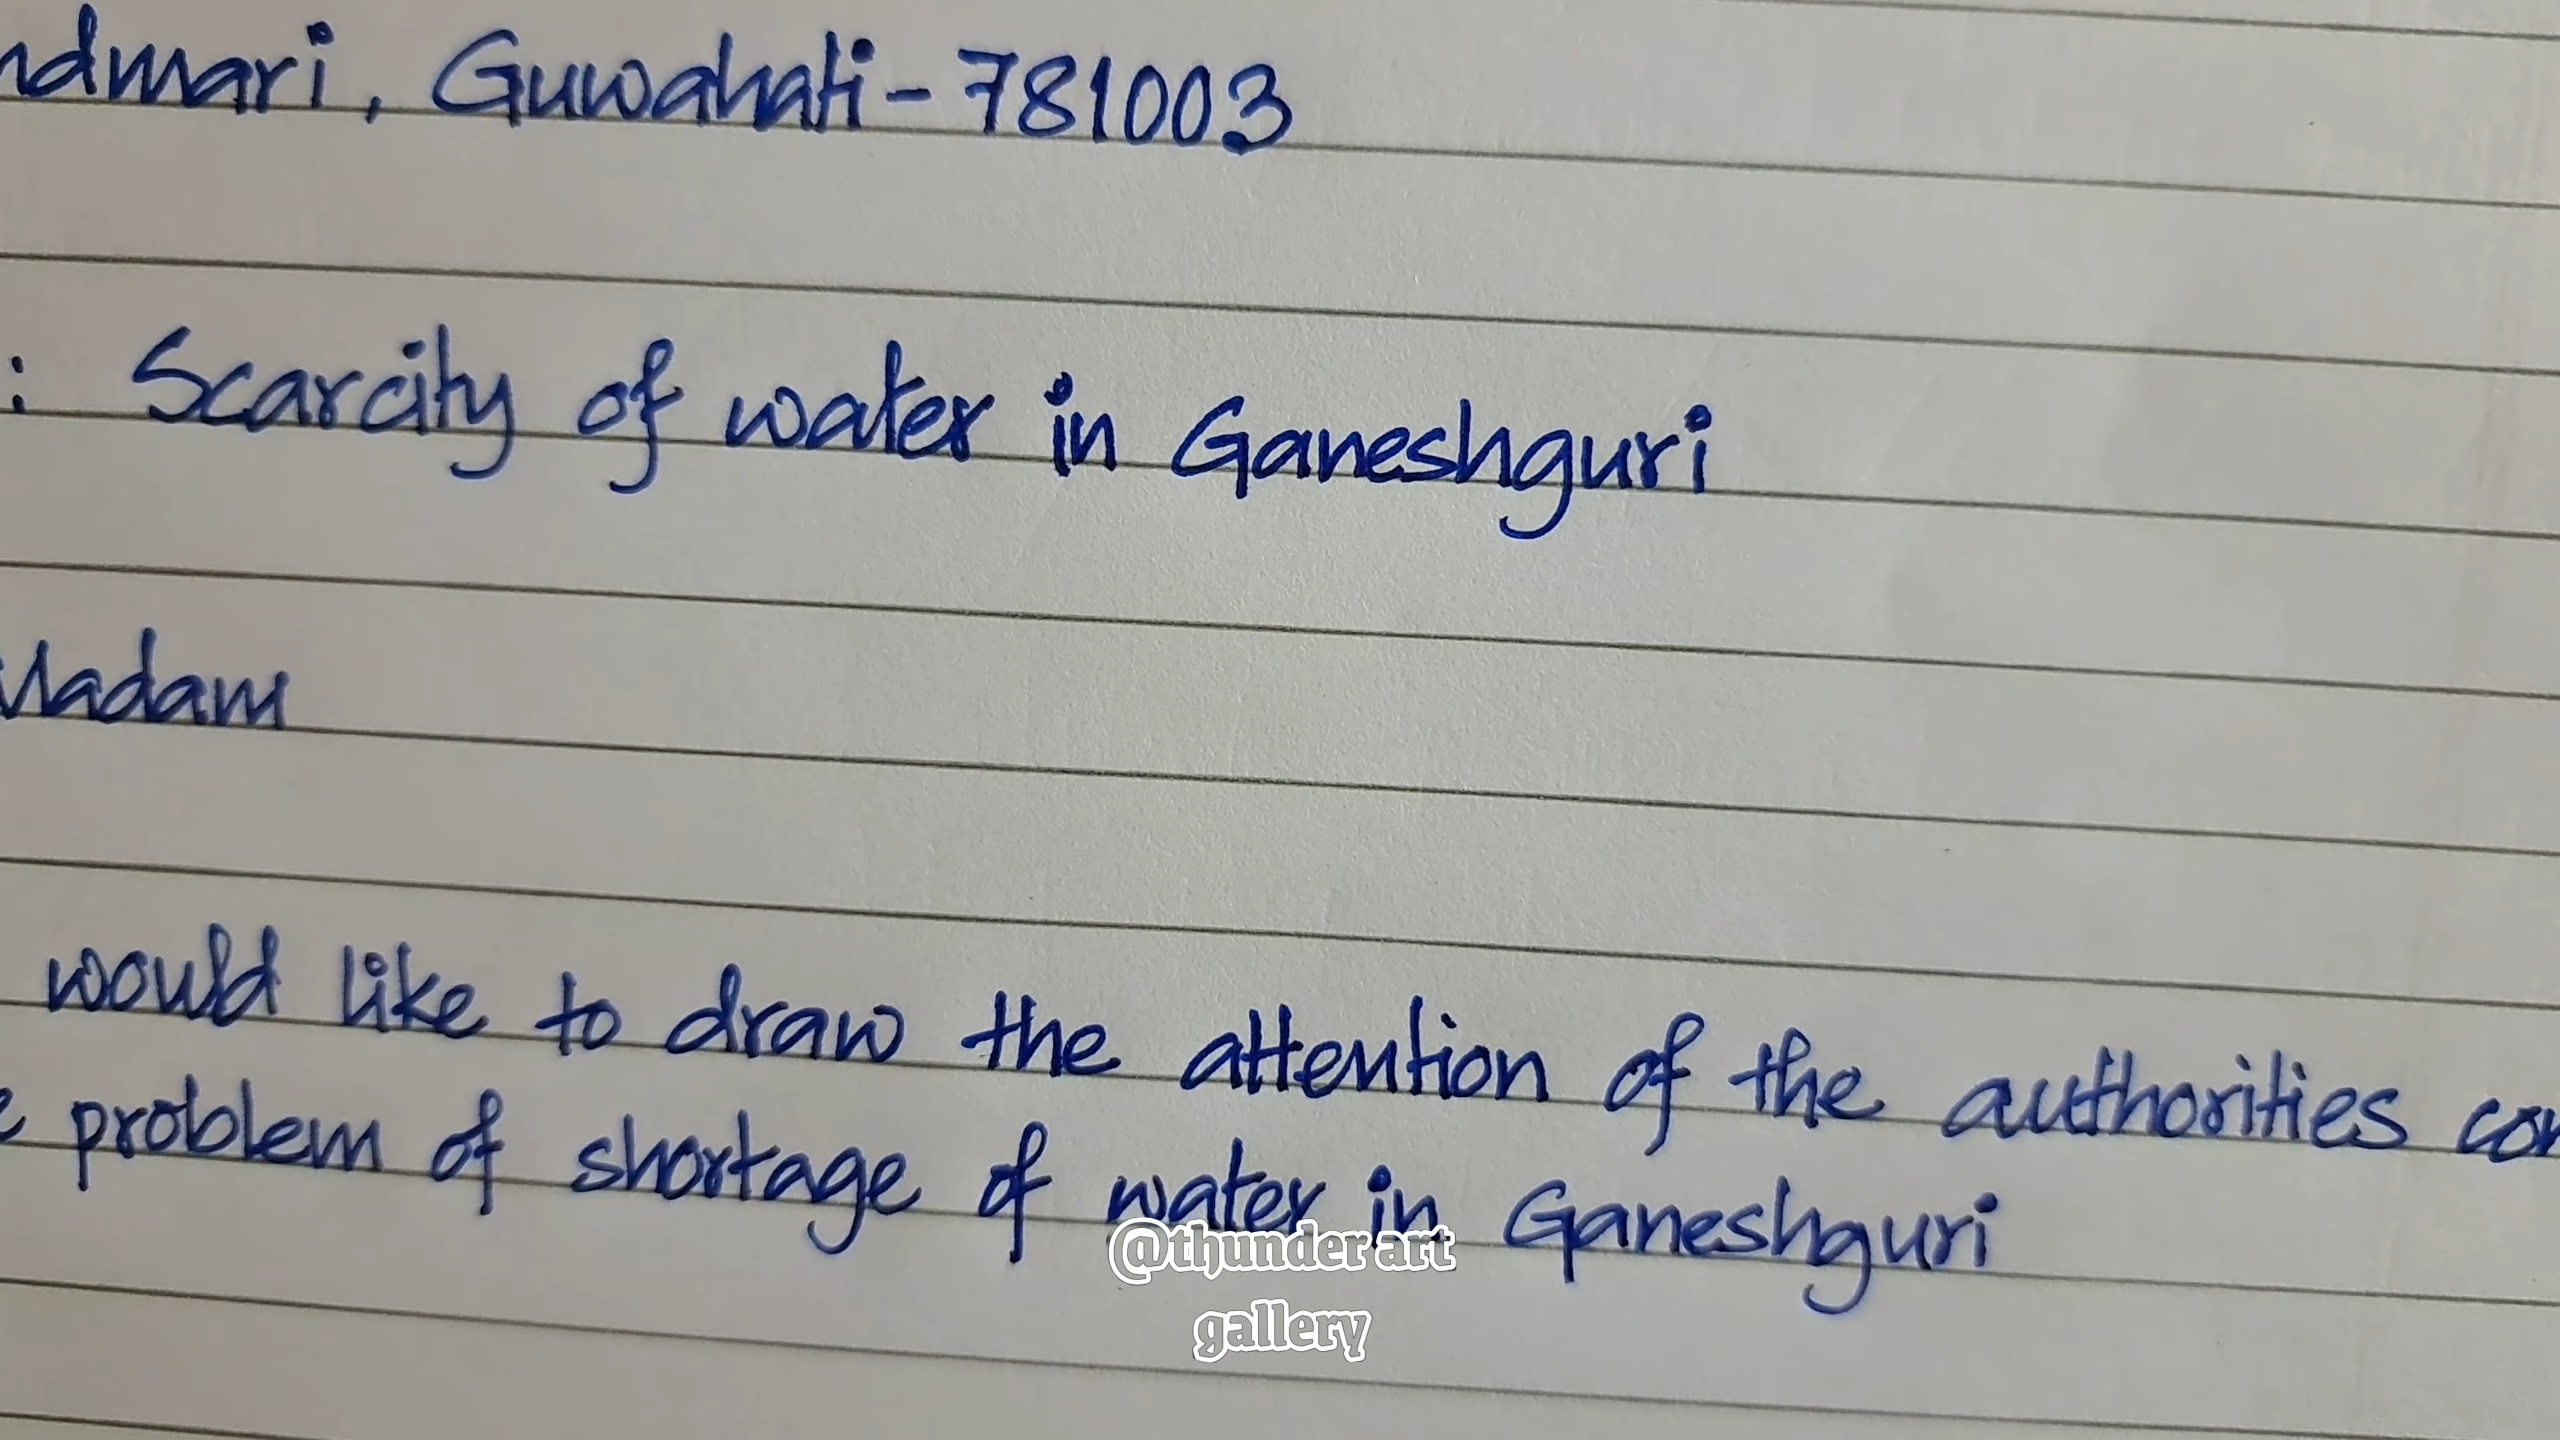 ndmari, Guwahati - 781003
: Scarcity of water in Ganeshguri
Madam
would like to draw the attention of the authorities con
e problem of shortage of water in Ganeshguri
@thunder art
gallery